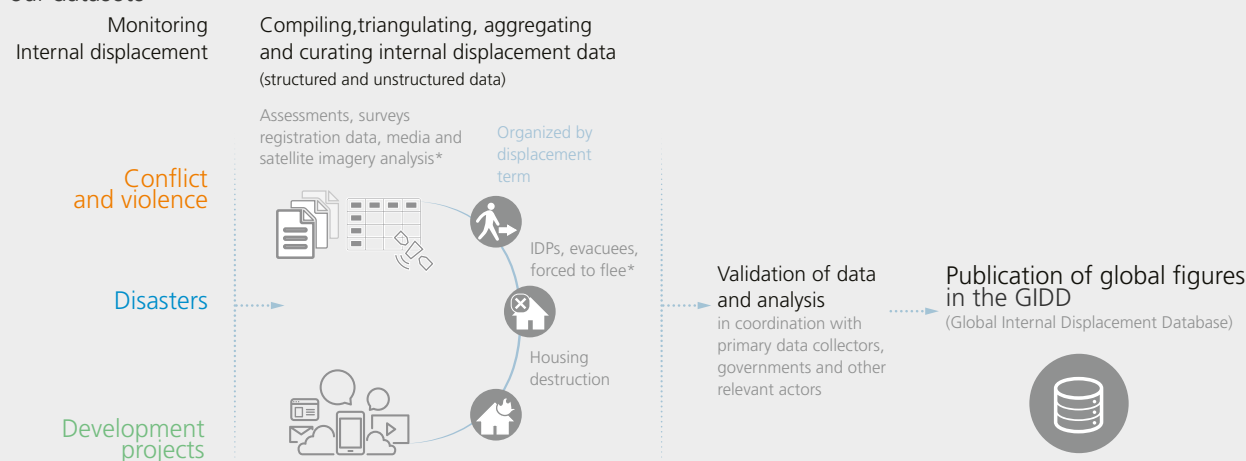 our datasets
Monitoring
Internal displacement
Compiling,triangulating, aggregating
and curating internal displacement data
(structured and unstructured data)
Assessments, surveys
registration data, media and
satellite imagery analysis*
Organized by
displacement
term
Conflict
and violence
IDPs, evacuees,
forced to flee*
Disasters
Housing
destruction
Development
projects
Validation of data
and analysis
in coordination with
primary data collectors,
governments and other
relevant actors
Publication of global figures
in the GIDD
(Global Internal Displacement Database)